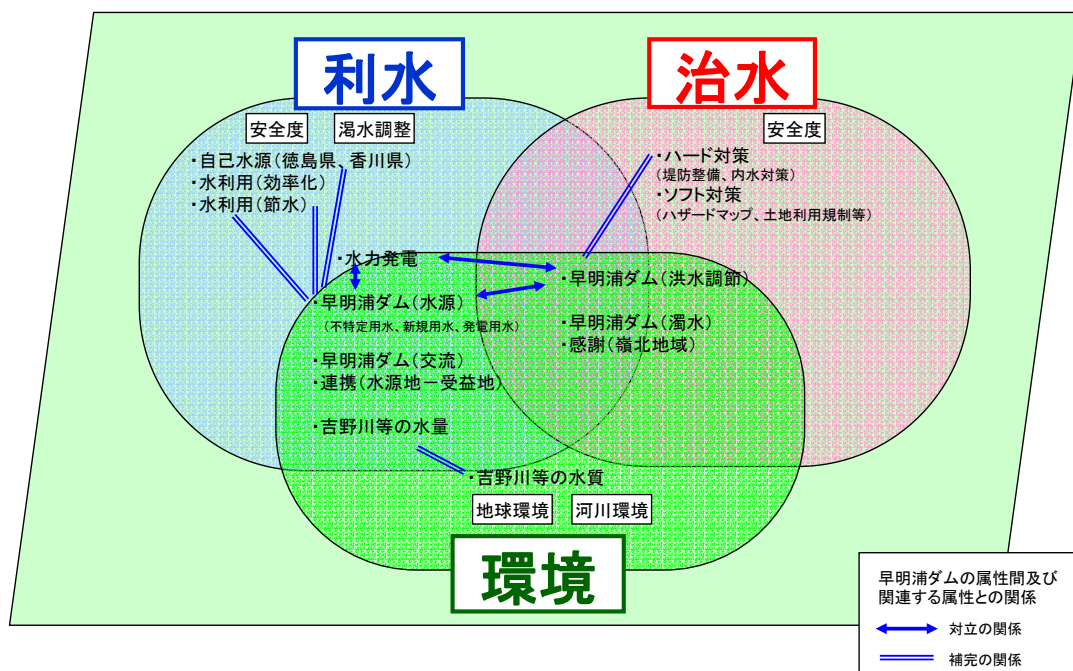 利水
治水
安全度
渇水調整
安全度
・自己水源(徳島県、香川県)
・水利用(効率化)
・水利用(節水)
・ハード対策
(堤防整備、内水対策)
・ソフト対策
(ハザードマップ、土地利用規制等)
・水力発電
・早明浦ダム(洪水調節)
・早明浦ダム(水源)
(不特定用水、新規用水、発電用水)
・早明浦ダム(濁水)
・感謝(嶺北地域)
・早明浦ダム(交流)
・連携(水源地－受益地)
・吉野川等の水量
・吉野川等の水質
地球環境
河川環境
環境
早明浦ダムの属性間及び
関連する属性との関係
対立の関係
補完の関係